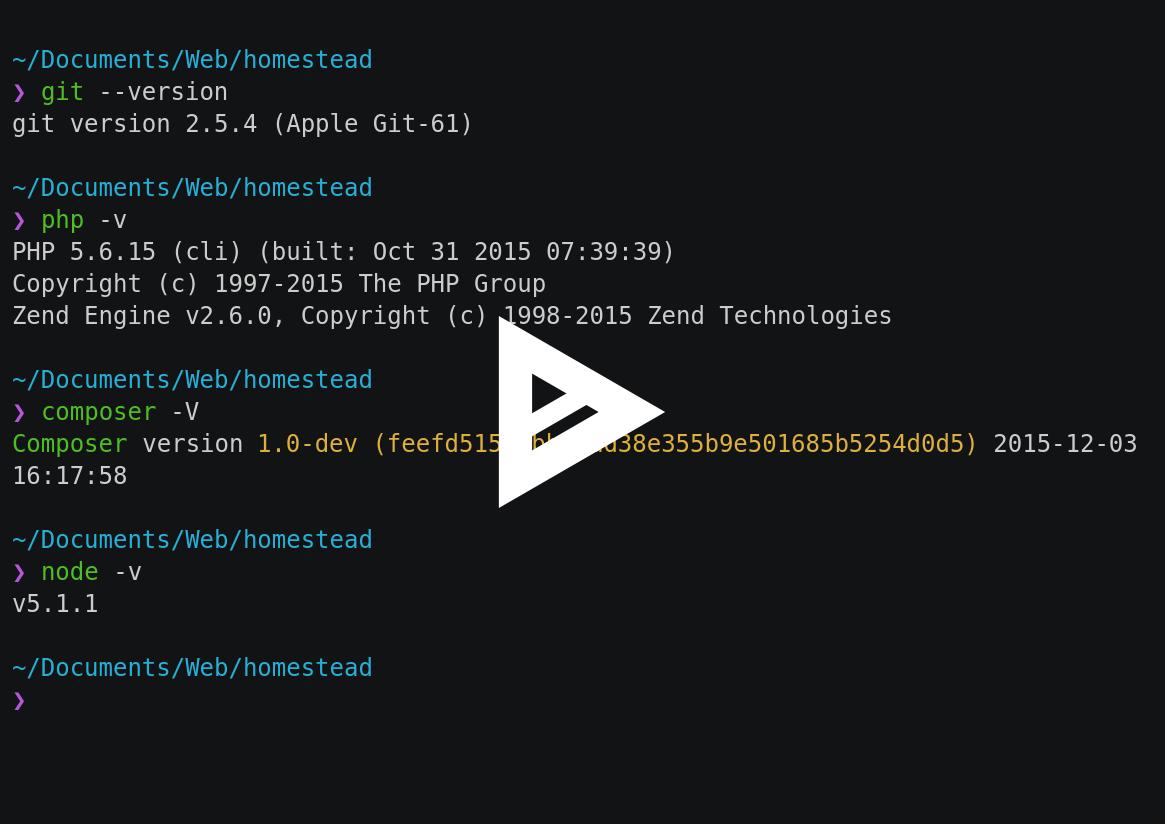 ~/Documents/Web/homestead
❯ git --version
git version 2.5.4 (Apple Git-61)
~/Documents/Web/homestead
❯ php -v
PHP 5.6.15 (cli) (built: Oct 31 2015 07:39:39)
Copyright (c) 1997-2015 The PHP Group
Zend Engine v2.6.0, Copyright (c) 1998-2015 Zend Technologies
~/Documents/Web/homestead
❯ composer -V
Composer version 1.0-dev 2015-12-03
16:17:58
~/Documents/Web/homestead
❯ node -v
v5.1.1
~/Documents/Web/homestead
❯